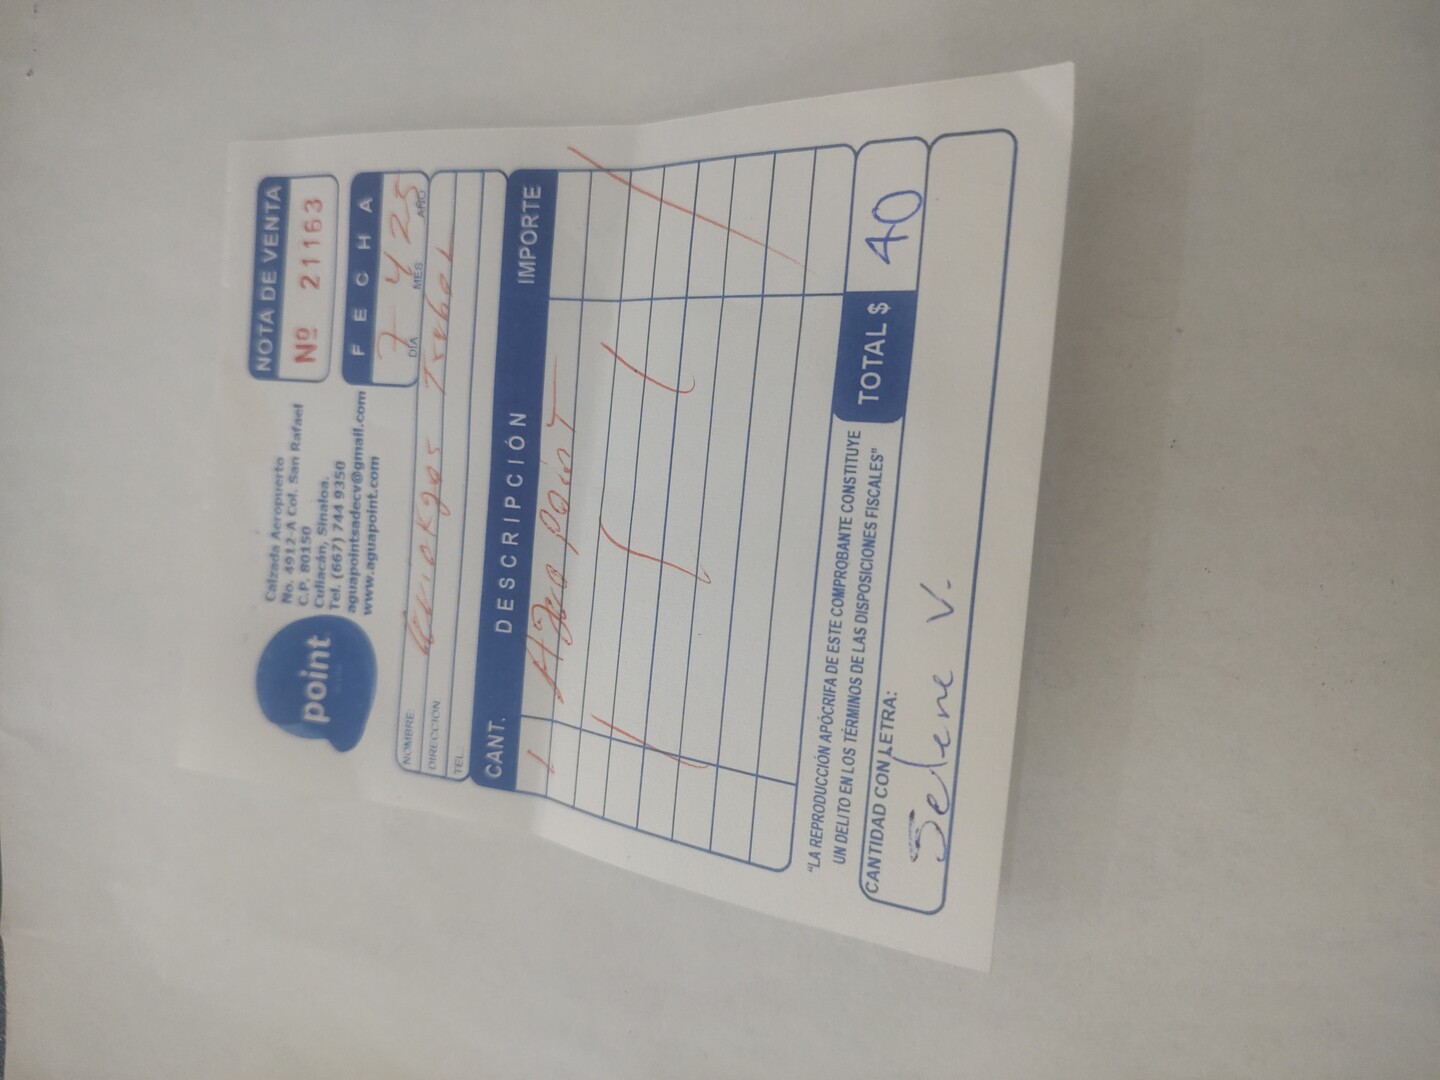 point
Calzada Aeropuerto
No. 4912-A Col. San Rafael
C.P. 80150
Culiacán, Sinaloa.
Tel. (667) 744 9350
aguapointsadecv@gmail.com
www.aguapoint.com
NOTA DE VENTA
Nº 21163
FECHA
7 4 25
DÍA MES AÑO
NOMBRE:
DIRECCIÓN
TEL.:
CANT. DESCRIPCIÓN IMPORTE
1 Agua point
"LA REPRODUCCIÓN APÓCRIFA DE ESTE COMPROBANTE CONSTITUYE
UN DELITO EN LOS TÉRMINOS DE LAS DISPOSICIONES FISCALES"
TOTAL $ 40
CANTIDAD CON LETRA:
Selene V.